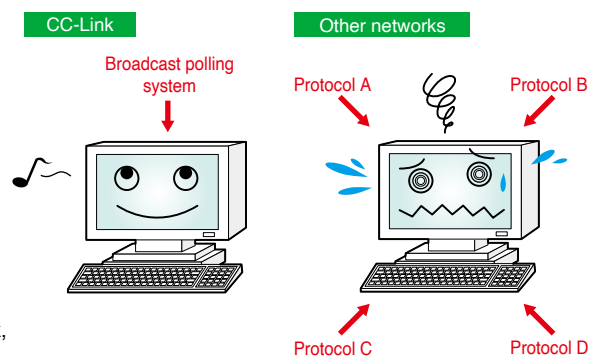 CC-Link
Other networks
Broadcast polling
system
Protocol A
Protocol B
Protocol C
Protocol D